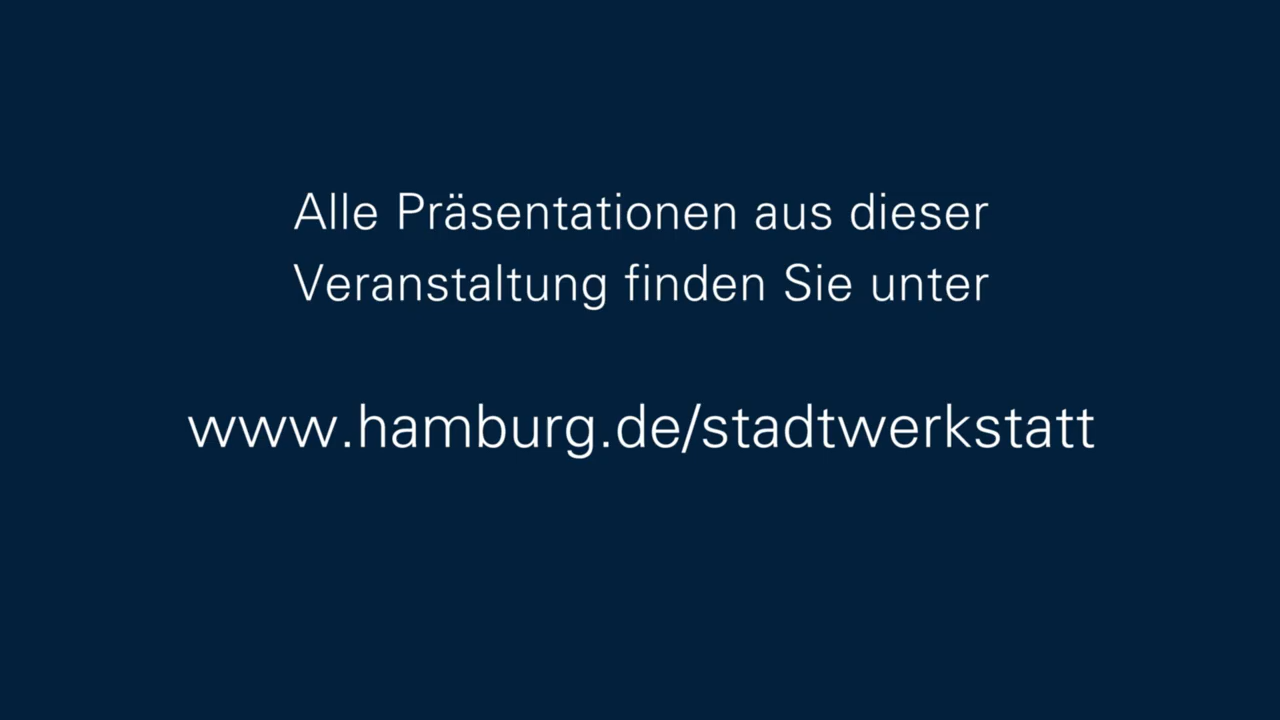 Alle Präsentationen aus dieser
Veranstaltung finden Sie unter
www.hamburg.de/stadtwerkstatt